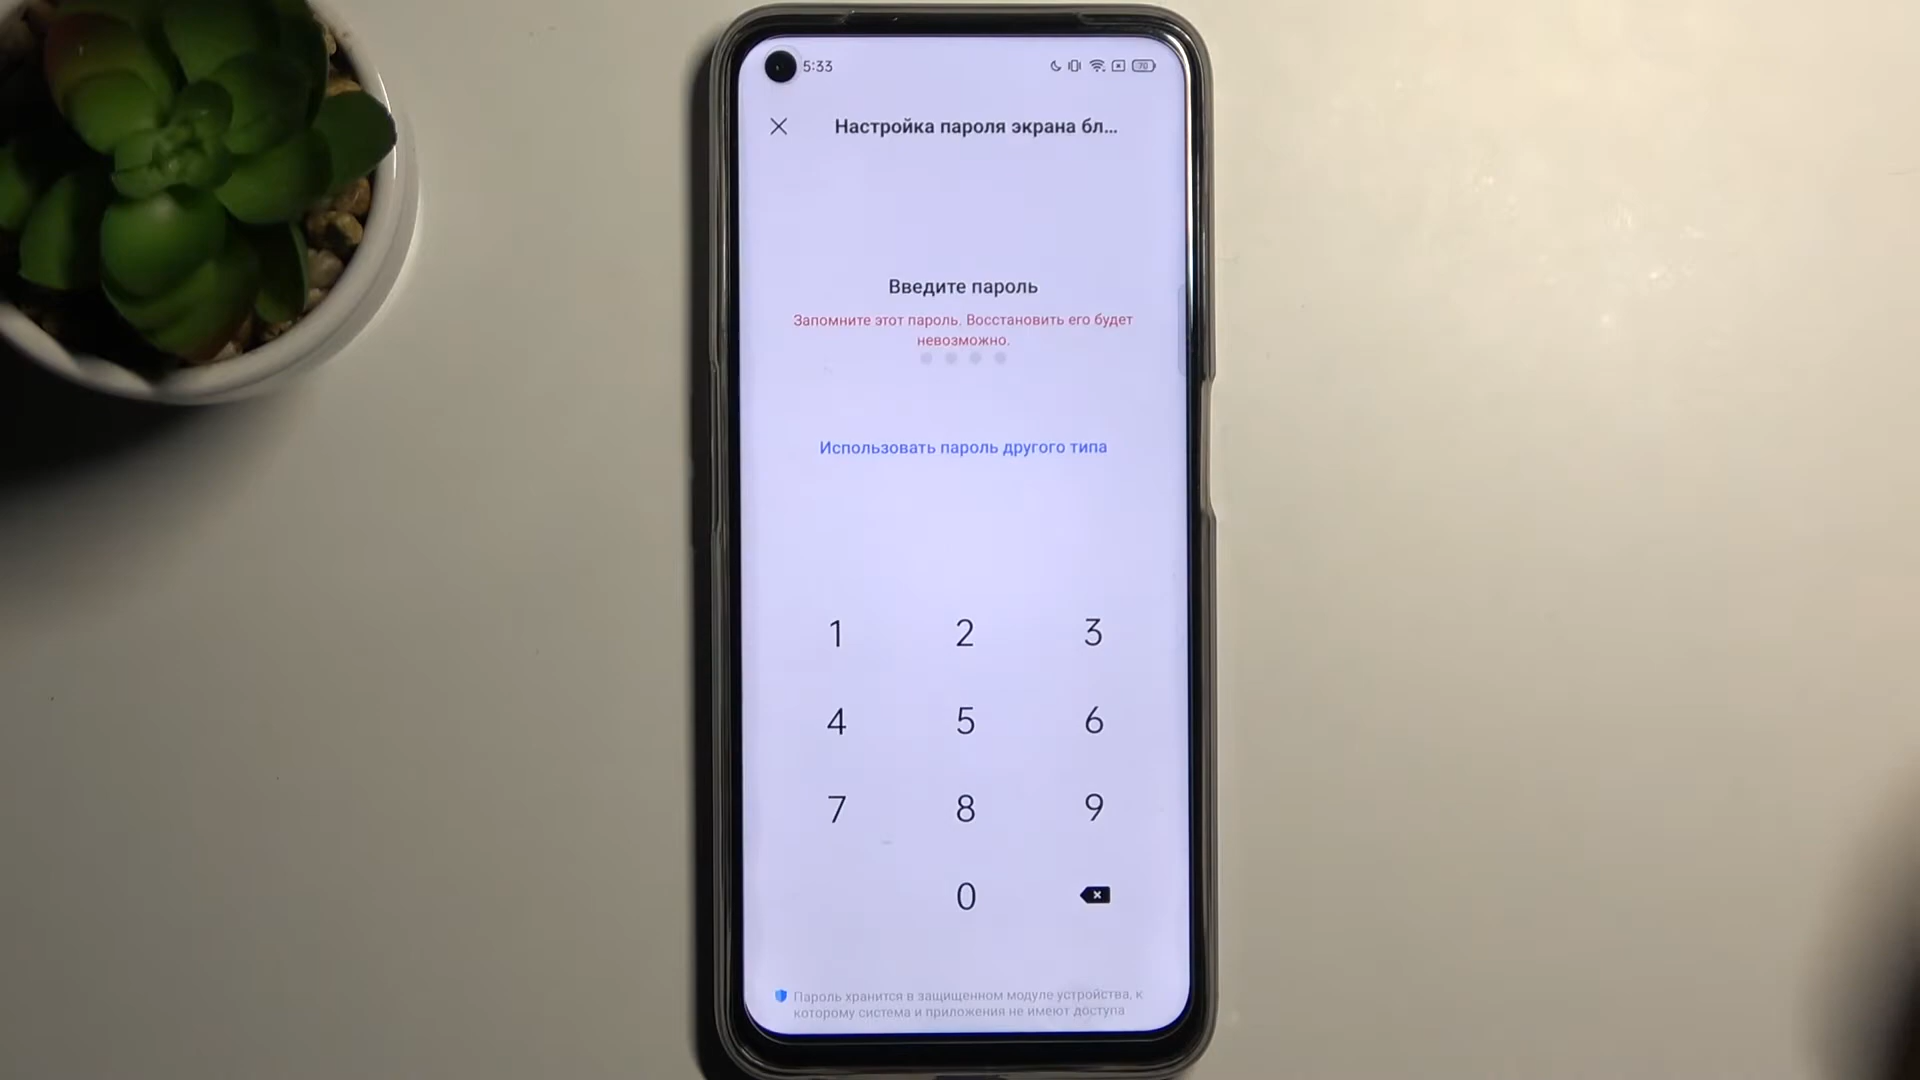 5:33
70
Настройка пароля экрана бл...
Введите пароль
Запомните этот пароль. Восстановить его будет
невозможно.
Использовать пароль другого типа
1 2 3
4 5 6
7 8 9
0
Пароль хранится в защищенном модуле устройства, к
которому система и приложения не имеют доступа